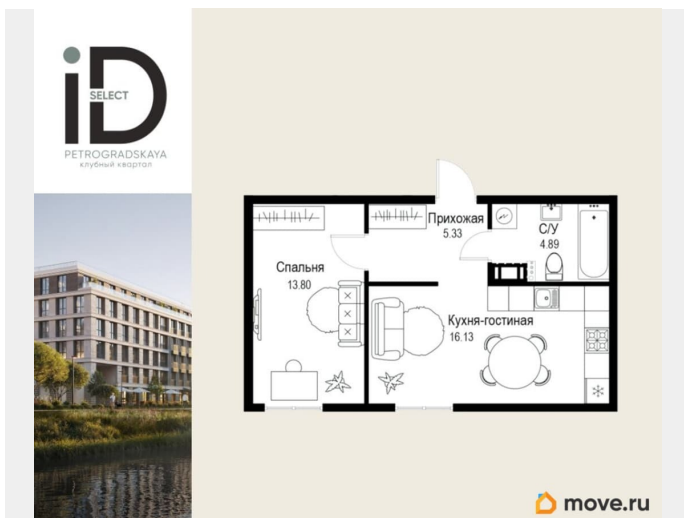 iD
SELECT
PETROGRADSKAYA
клубный квартал
Прихожая
5.33
С/У
4.89
Спальня
13.80
Кухня-гостиная
16.13
move.ru